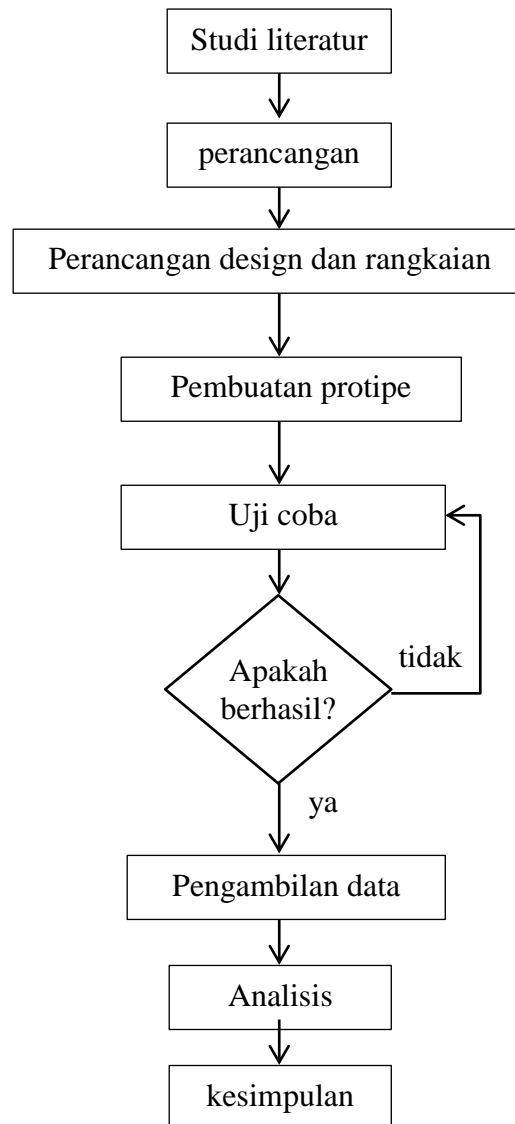 Studi literatur
perancangan
Perancangan design dan rangkaian
Pembuatan protipe
Uji coba
Apakah
berhasil?
tidak
ya
Pengambilan data
Analisis
kesimpulan